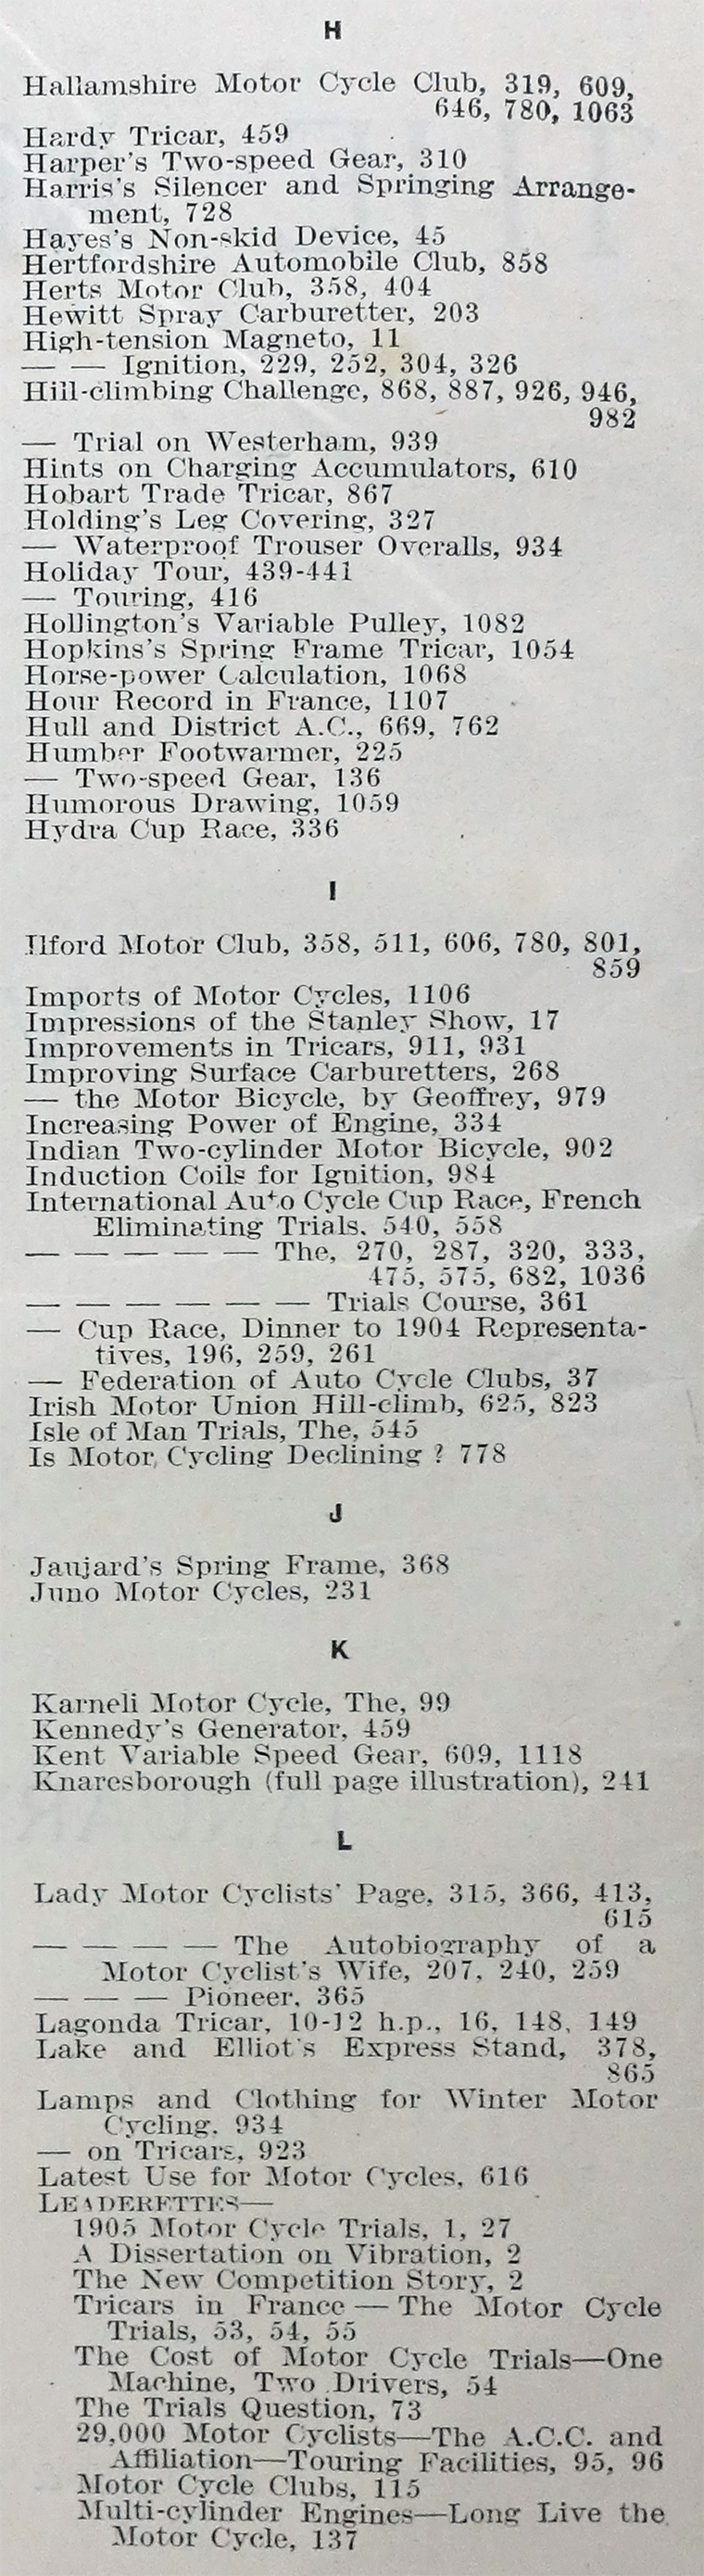 H
Hallamshire Motor Cycle Club, 319, 609,
646, 780, 1063
Hardy Tricar, 459
Harper's Two-speed Gear, 310
Harris's Silencer and Springing Arrange-
ment, 728
Hayes's Non-skid Device, 45
Hertfordshire Automobile Club, 858
Herts Motor Club, 358, 404
Hewitt Spray Carburetter, 203
High-tension Magneto, 11
— — Ignition, 229, 252, 304, 326
Hill-climbing Challenge, 868, 887, 926, 946,
982
— Trial on Westerham, 939
Hints on Charging Accumulators, 610
Hobart Trade Tricar, 867
Holding's Leg Covering, 327
— Waterproof Trouser Overalls, 934
Holiday Tour, 439-441
— Touring, 416
Hollington's Variable Pulley, 1082
Hopkins's Spring Frame Tricar, 1054
Horse-power Calculation, 1068
Hour Record in France, 1107
Hull and District A.C., 669, 762
Humber Footwarmer, 225
— Two-speed Gear, 136
Humorous Drawing, 1059
Hydra Cup Race, 336
I
Ilford Motor Club, 358, 511, 606, 780, 801,
859
Imports of Motor Cycles, 1106
Impressions of the Stanley Show, 17
Improvements in Tricars, 911, 931
Improving Surface Carburetters, 268
— the Motor Bicycle, by Geoffrey, 979
Increasing Power of Engine, 334
Indian Two-cylinder Motor Bicycle, 902
Induction Coils for Ignition, 984
International Auto Cycle Cup Race, French
Eliminating Trials, 540, 558
— — — — — The, 270, 287, 320, 333,
475, 575, 682, 1036
— — — — — — Trials Course, 361
— Cup Race, Dinner to 1904 Representa-
tives, 196, 259, 261
— Federation of Auto Cycle Clubs, 37
Irish Motor Union Hill-climb, 625, 823
Isle of Man Trials, The, 545
Is Motor Cycling Declining ? 778
J
Jaujard's Spring Frame, 368
Juno Motor Cycles, 231
K
Karneli Motor Cycle, The, 99
Kennedy's Generator, 459
Kent Variable Speed Gear, 609, 1118
Knaresborough (full page illustration), 241
L
Lady Motor Cyclists' Page, 315, 366, 413,
615
— — — — The Autobiography of a
Motor Cyclist's Wife, 207, 240, 259
— — — Pioneer, 365
Lagonda Tricar, 10-12 h.p., 16, 148, 149
Lake and Elliot's Express Stand, 378,
865
Lamps and Clothing for Winter Motor
Cycling, 934
— on Tricars, 923
Latest Use for Motor Cycles, 616
LEADERETTES—
1905 Motor Cycle Trials, 1, 27
A Dissertation on Vibration, 2
The New Competition Story, 2
Tricars in France — The Motor Cycle
Trials, 53, 54, 55
The Cost of Motor Cycle Trials—One
Machine, Two Drivers, 54
The Trials Question, 73
29,000 Motor Cyclists—The A.C.C. and
Affiliation—Touring Facilities, 95, 96
Motor Cycle Clubs, 115
Multi-cylinder Engines—Long Live the
Motor Cycle, 137